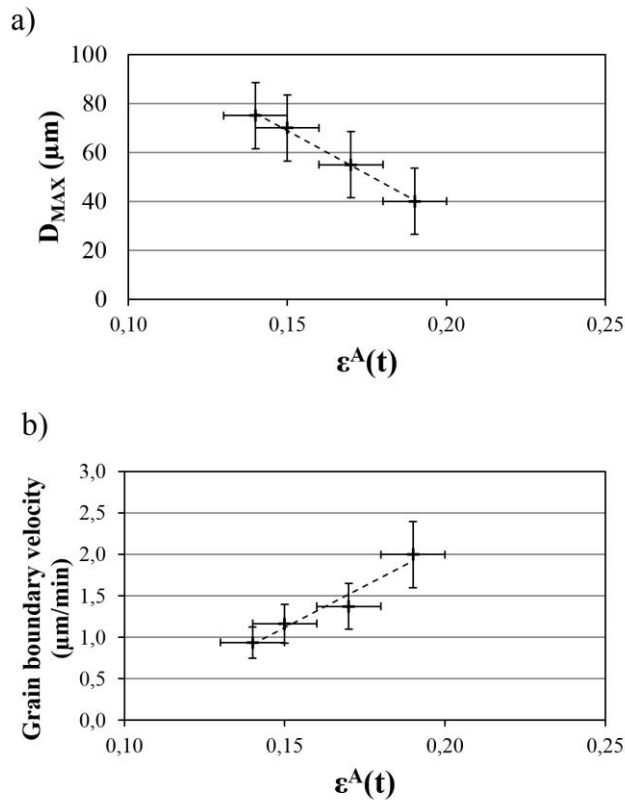 a)
100
80
60
40
20
0
D_MAX (μm)
0,10 0,15 0,20 0,25
ε^A(t)
b)
3,0
2,5
2,0
1,5
1,0
0,5
0,0
Grain boundary velocity
(μm/min)
0,10 0,15 0,20 0,25
ε^A(t)